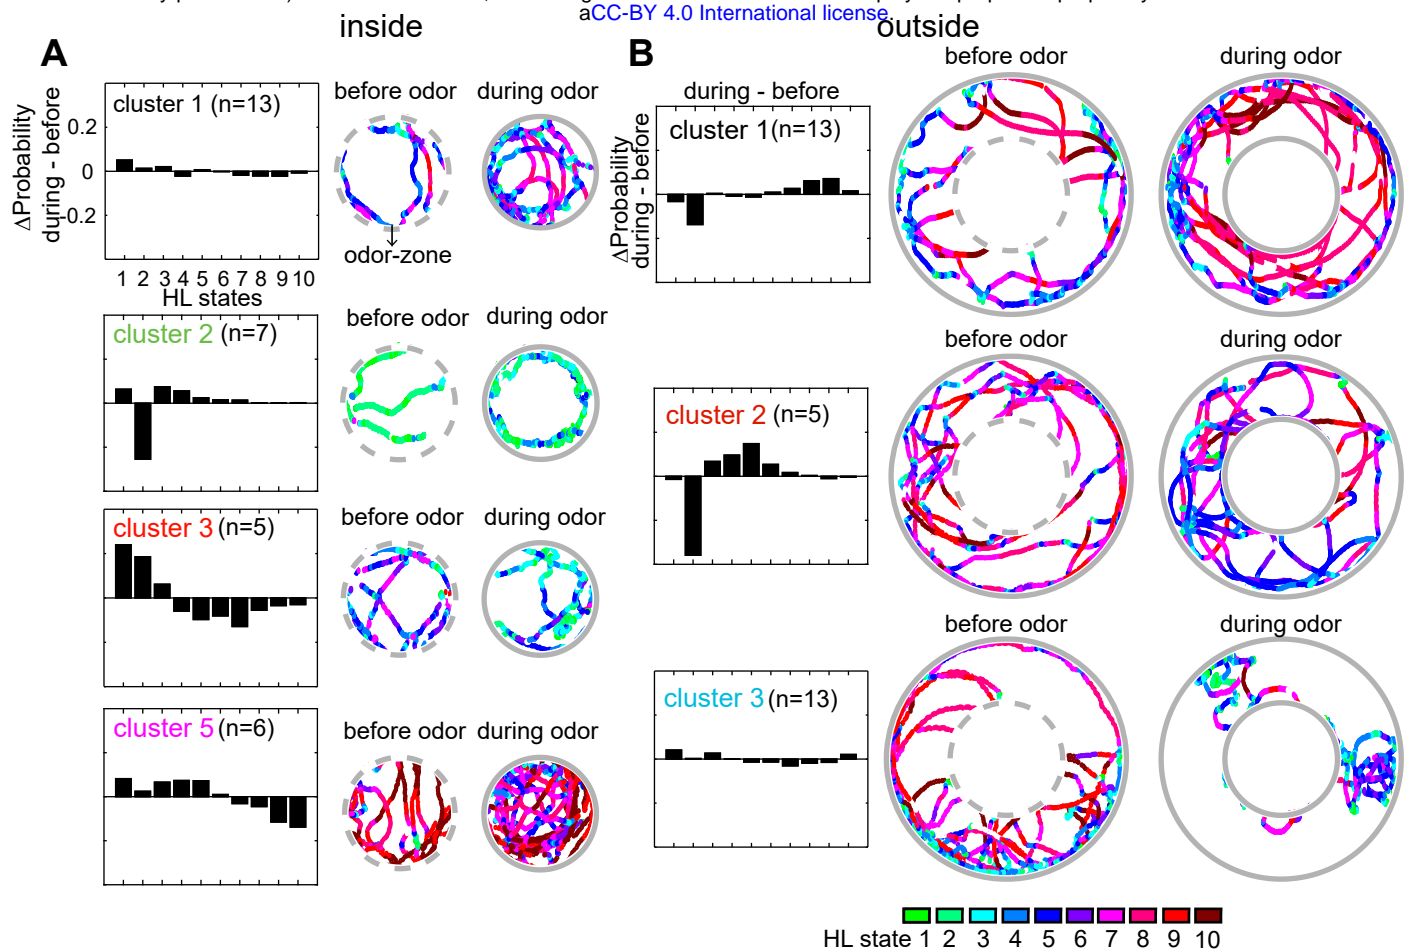 aCC-BY 4.0 International license.
inside
outside
A
cluster 1 (n=13)
ΔProbability
during - before
0.2
0
-0.2
1 2 3 4 5 6 7 8 9 10
HL states
before odor
during odor
odor-zone
cluster 2 (n=7)
before odor
during odor
cluster 3 (n=5)
before odor
during odor
cluster 5 (n=6)
before odor
during odor
B
during - before
cluster 1(n=13)
ΔProbability
during - before
before odor
during odor
cluster 2 (n=5)
before odor
during odor
cluster 3 (n=13)
before odor
during odor
HL state 1 2 3 4 5 6 7 8 9 10